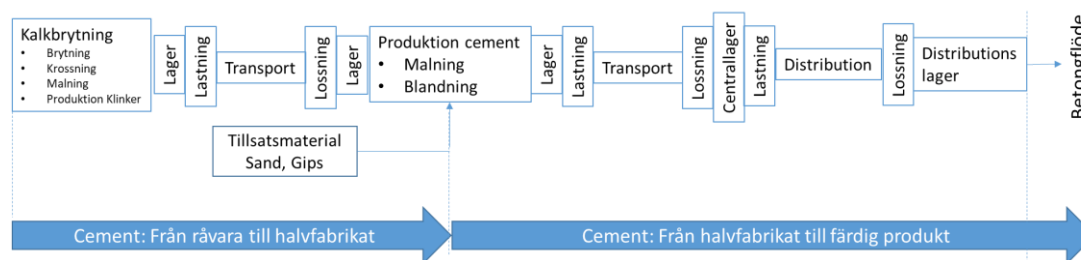 Kalkbrytning
• Brytning
• Krossning
• Malning
• Produktion Klinker
Lager
Lastning
Transport
Lossning
Lager
Produktion cement
• Malning
• Blandning
Lager
Lastning
Transport
Lossning
Centrallager
Lastning
Distribution
Lossning
Distributions
lager
Betongflöde
Tillsatsmaterial
Sand, Gips
Cement: Från råvara till halvfabrikat
Cement: Från halvfabrikat till färdig produkt